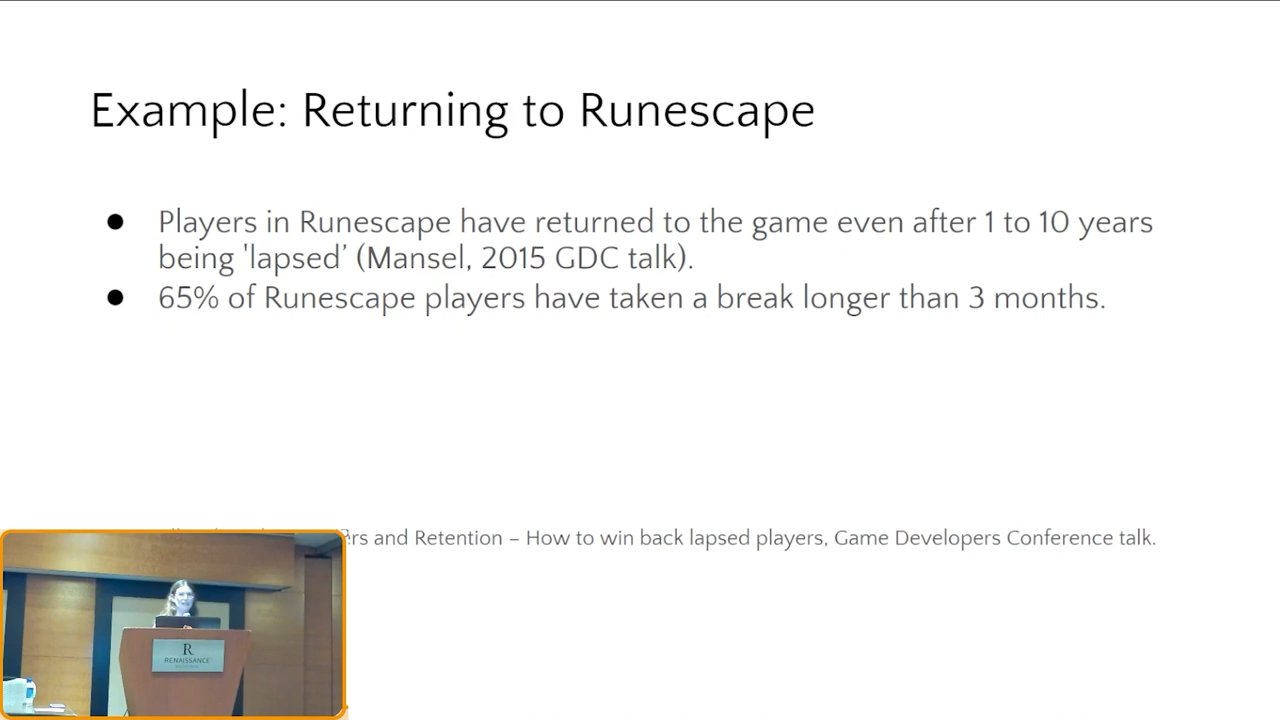 Example: Returning to Runescape
● Players in Runescape have returned to the game even after 1 to 10 years
being 'lapsed’ (Mansel, 2015 GDC talk).
● 65% of Runescape players have taken a break longer than 3 months.
and Retention – How to win back lapsed players, Game Developers Conference talk.
R
RENAISSANCE